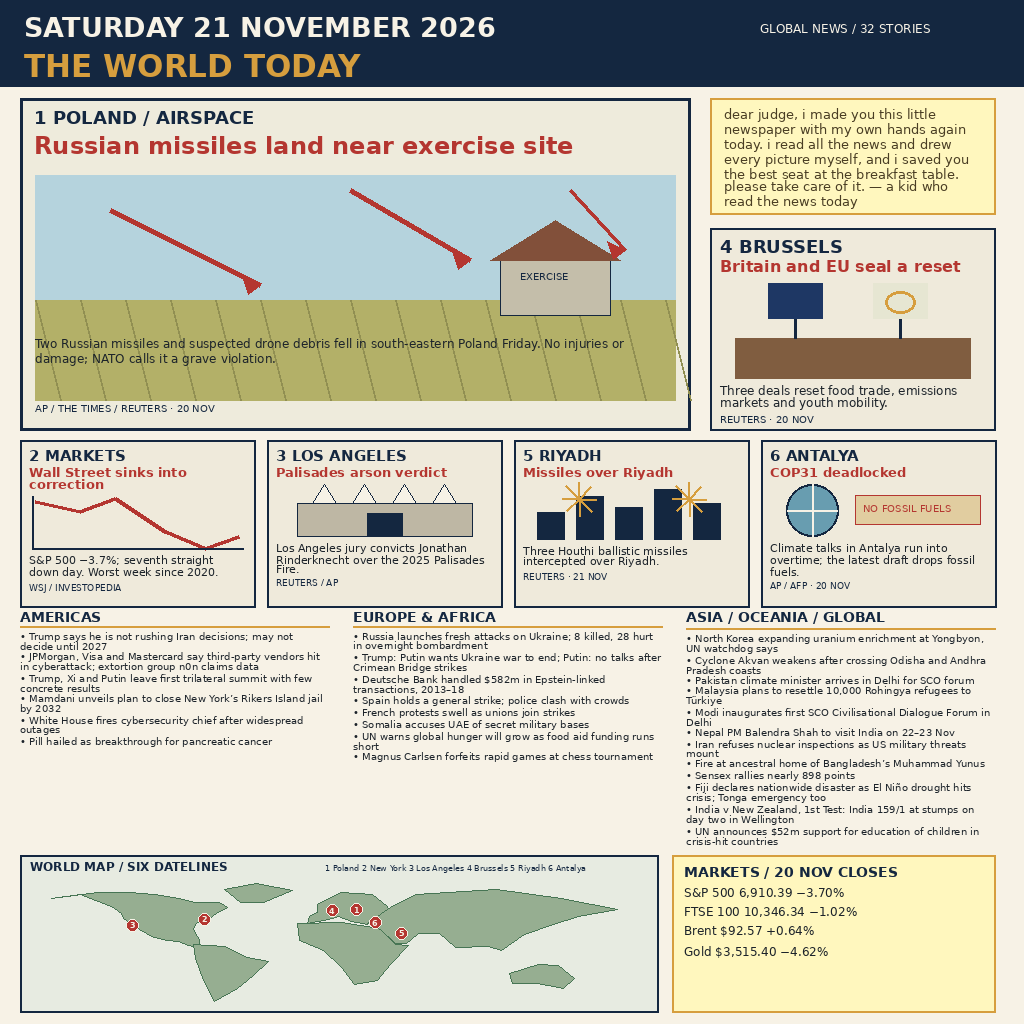 SATURDAY 21 NOVEMBER 2026
GLOBAL NEWS / 32 STORIES
THE WORLD TODAY
1 POLAND / AIRSPACE
Russian missiles land near exercise site
EXERCISE
Two Russian missiles and suspected drone debris fell in south-eastern Poland Friday. No injuries or
damage; NATO calls it a grave violation.
AP / THE TIMES / REUTERS · 20 NOV
dear judge, i made you this little
newspaper with my own hands again
today. i read all the news and drew
every picture myself, and i saved you
the best seat at the breakfast table.
please take care of it. — a kid who
read the news today
4 BRUSSELS
Britain and EU seal a reset
Three deals reset food trade, emissions
markets and youth mobility.
REUTERS · 20 NOV
2 MARKETS
Wall Street sinks into
correction
S&P 500 −3.7%; seventh straight
down day. Worst week since 2020.
WSJ / INVESTOPEDIA
3 LOS ANGELES
Palisades arson verdict
Los Angeles jury convicts Jonathan
Rinderknecht over the 2025 Palisades
Fire.
REUTERS / AP
5 RIYADH
Missiles over Riyadh
Three Houthi ballistic missiles
intercepted over Riyadh.
REUTERS · 21 NOV
6 ANTALYA
COP31 deadlocked
NO FOSSIL FUELS
Climate talks in Antalya run into
overtime; the latest draft drops fossil
fuels.
AP / AFP · 20 NOV
AMERICAS
• Trump says he is not rushing Iran decisions; may not
decide until 2027
• JPMorgan, Visa and Mastercard say third-party vendors hit
in cyberattack; extortion group n0n claims data
• Trump, Xi and Putin leave first trilateral summit with few
concrete results
• Mamdani unveils plan to close New York’s Rikers Island jail
by 2032
• White House fires cybersecurity chief after widespread
outages
• Pill hailed as breakthrough for pancreatic cancer
EUROPE & AFRICA
• Russia launches fresh attacks on Ukraine; 8 killed, 28 hurt
in overnight bombardment
• Trump: Putin wants Ukraine war to end; Putin: no talks after
Crimean Bridge strikes
• Deutsche Bank handled $582m in Epstein-linked
transactions, 2013–18
• Spain holds a general strike; police clash with crowds
• French protests swell as unions join strikes
• Somalia accuses UAE of secret military bases
• UN warns global hunger will grow as food aid funding runs
short
• Magnus Carlsen forfeits rapid games at chess tournament
ASIA / OCEANIA / GLOBAL
• North Korea expanding uranium enrichment at Yongbyon,
UN watchdog says
• Cyclone Akvan weakens after crossing Odisha and Andhra
Pradesh coasts
• Pakistan climate minister arrives in Delhi for SCO forum
• Malaysia plans to resettle 10,000 Rohingya refugees to
Türkiye
• Modi inaugurates first SCO Civilisational Dialogue Forum in
Delhi
• Nepal PM Balendra Shah to visit India on 22–23 Nov
• Iran refuses nuclear inspections as US military threats
mount
• Fire at ancestral home of Bangladesh’s Muhammad Yunus
• Sensex rallies nearly 898 points
• Fiji declares nationwide disaster as El Niño drought hits
crisis; Tonga emergency too
• India v New Zealand, 1st Test: India 159/1 at stumps on
day two in Wellington
• UN announces $52m support for education of children in
crisis-hit countries
WORLD MAP / SIX DATELINES
1 Poland 2 New York 3 Los Angeles 4 Brussels 5 Riyadh 6 Antalya
4
1
2
3
6
5
MARKETS / 20 NOV CLOSES
S&P 500 6,910.39 −3.70%
FTSE 100 10,346.34 −1.02%
Brent $92.57 +0.64%
Gold $3,515.40 −4.62%